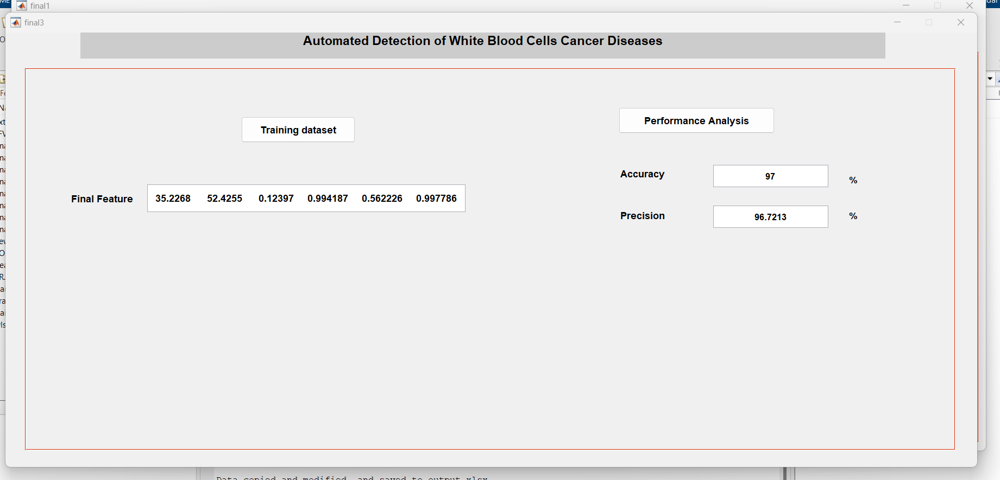 final1
final3
Automated Detection of White Blood Cells Cancer Diseases
Training dataset
Performance Analysis
Accuracy 97 %
Final Feature 35.2268 52.4255 0.12397 0.994187 0.562226 0.997786
Precision 96.7213 %
Data copied and modified, and saved to output.xlsx